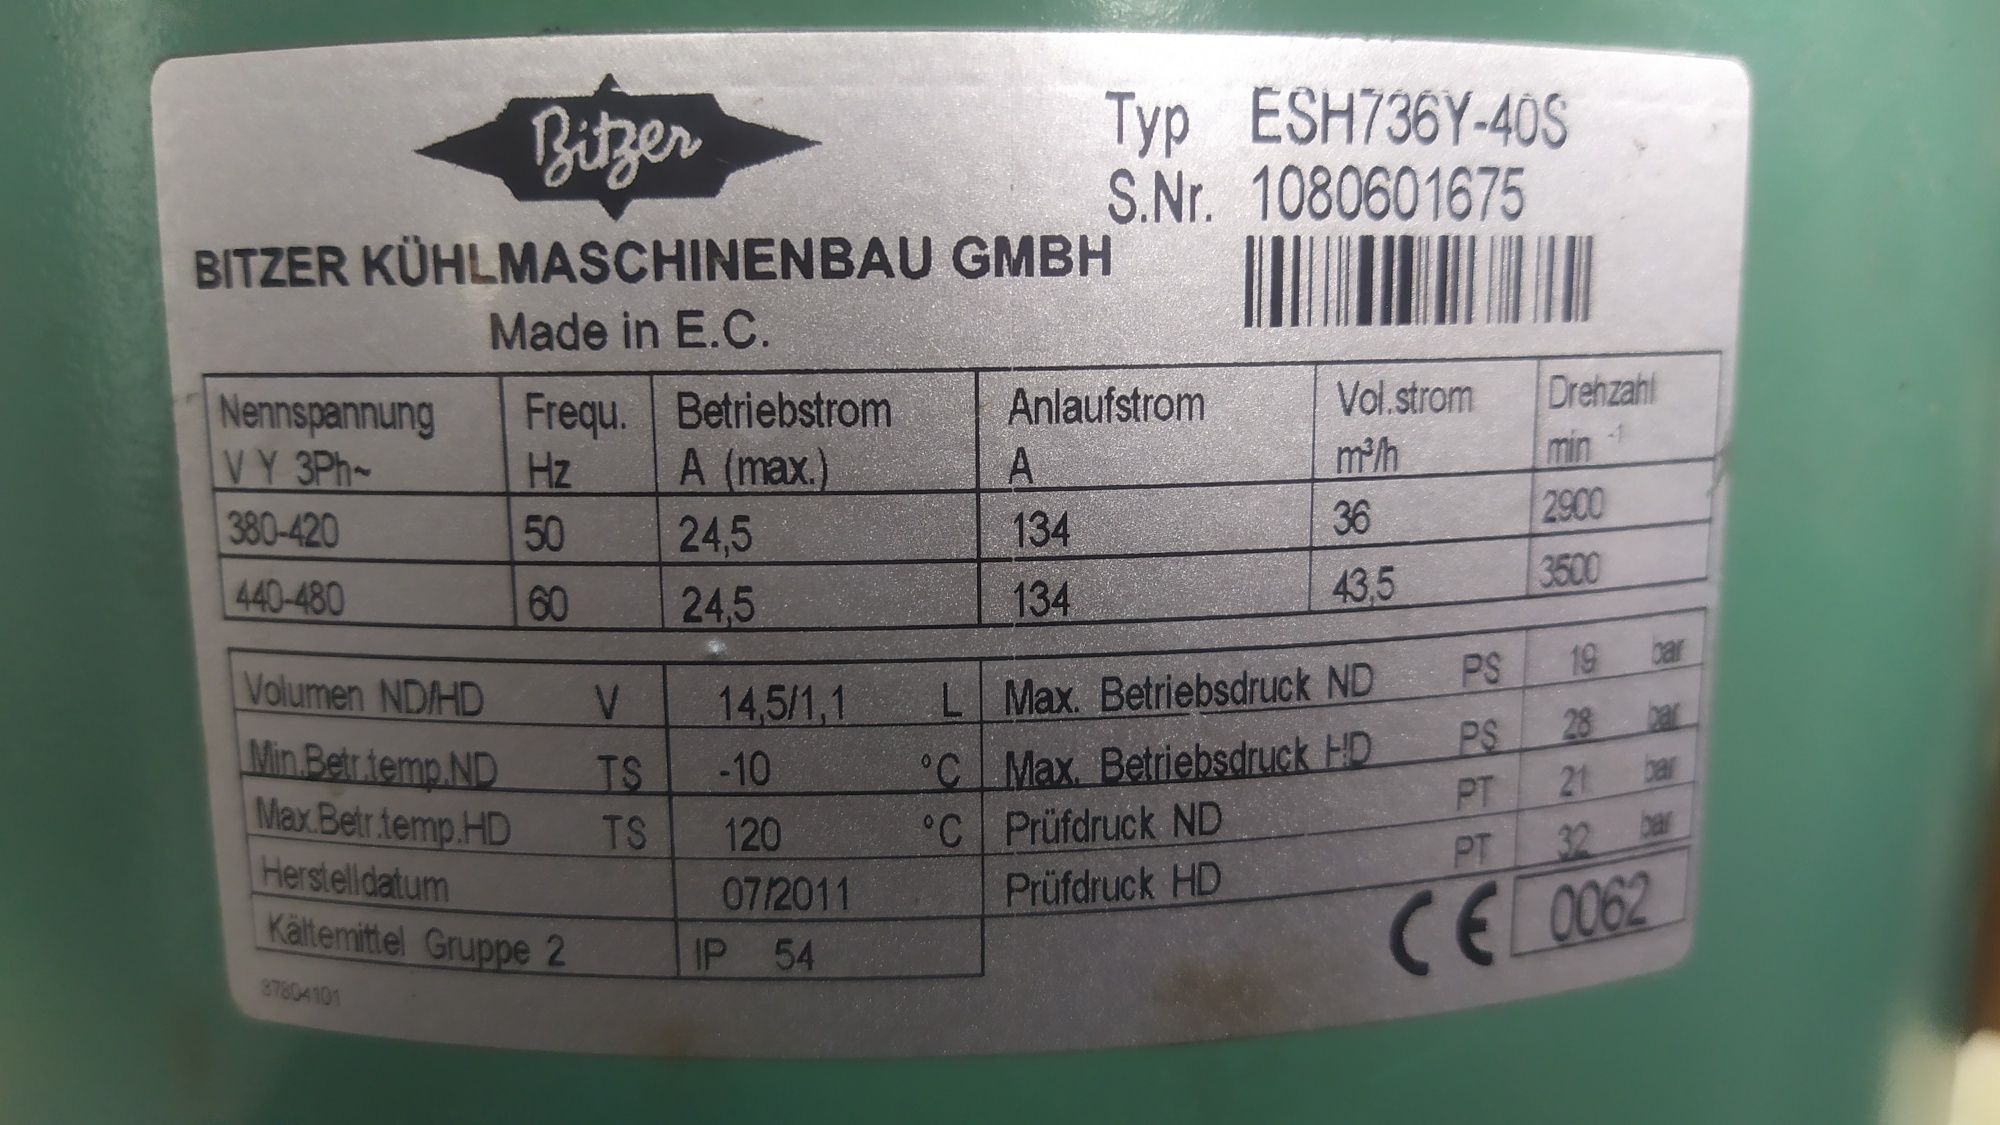 Bitzer
BITZER KÜHLMASCHINENBAU GMBH
Made in E.C.
Typ ESH736Y-40S
S.Nr. 1080601675
Nennspannung Frequ. Betriebstrom Anlaufstrom Vol.strom Drehzahl
V Y 3Ph~ Hz A (max.) A m³/h min -1
380-420 50 24,5 134 36 2900
440-480 60 24,5 134 43,5 3500
Volumen ND/HD V 14,5/1,1 L Max. Betriebsdruck ND PS 19 bar
Min.Betr.temp.ND TS -10 °C Max. Betriebsdruck HD PS 28 bar
Max.Betr.temp.HD TS 120 °C Prüfdruck ND PT 21 bar
Herstelldatum 07/2011 Prüfdruck HD PT 32 bar
Kältemittel Gruppe 2 IP 54 CE 0062
37804101